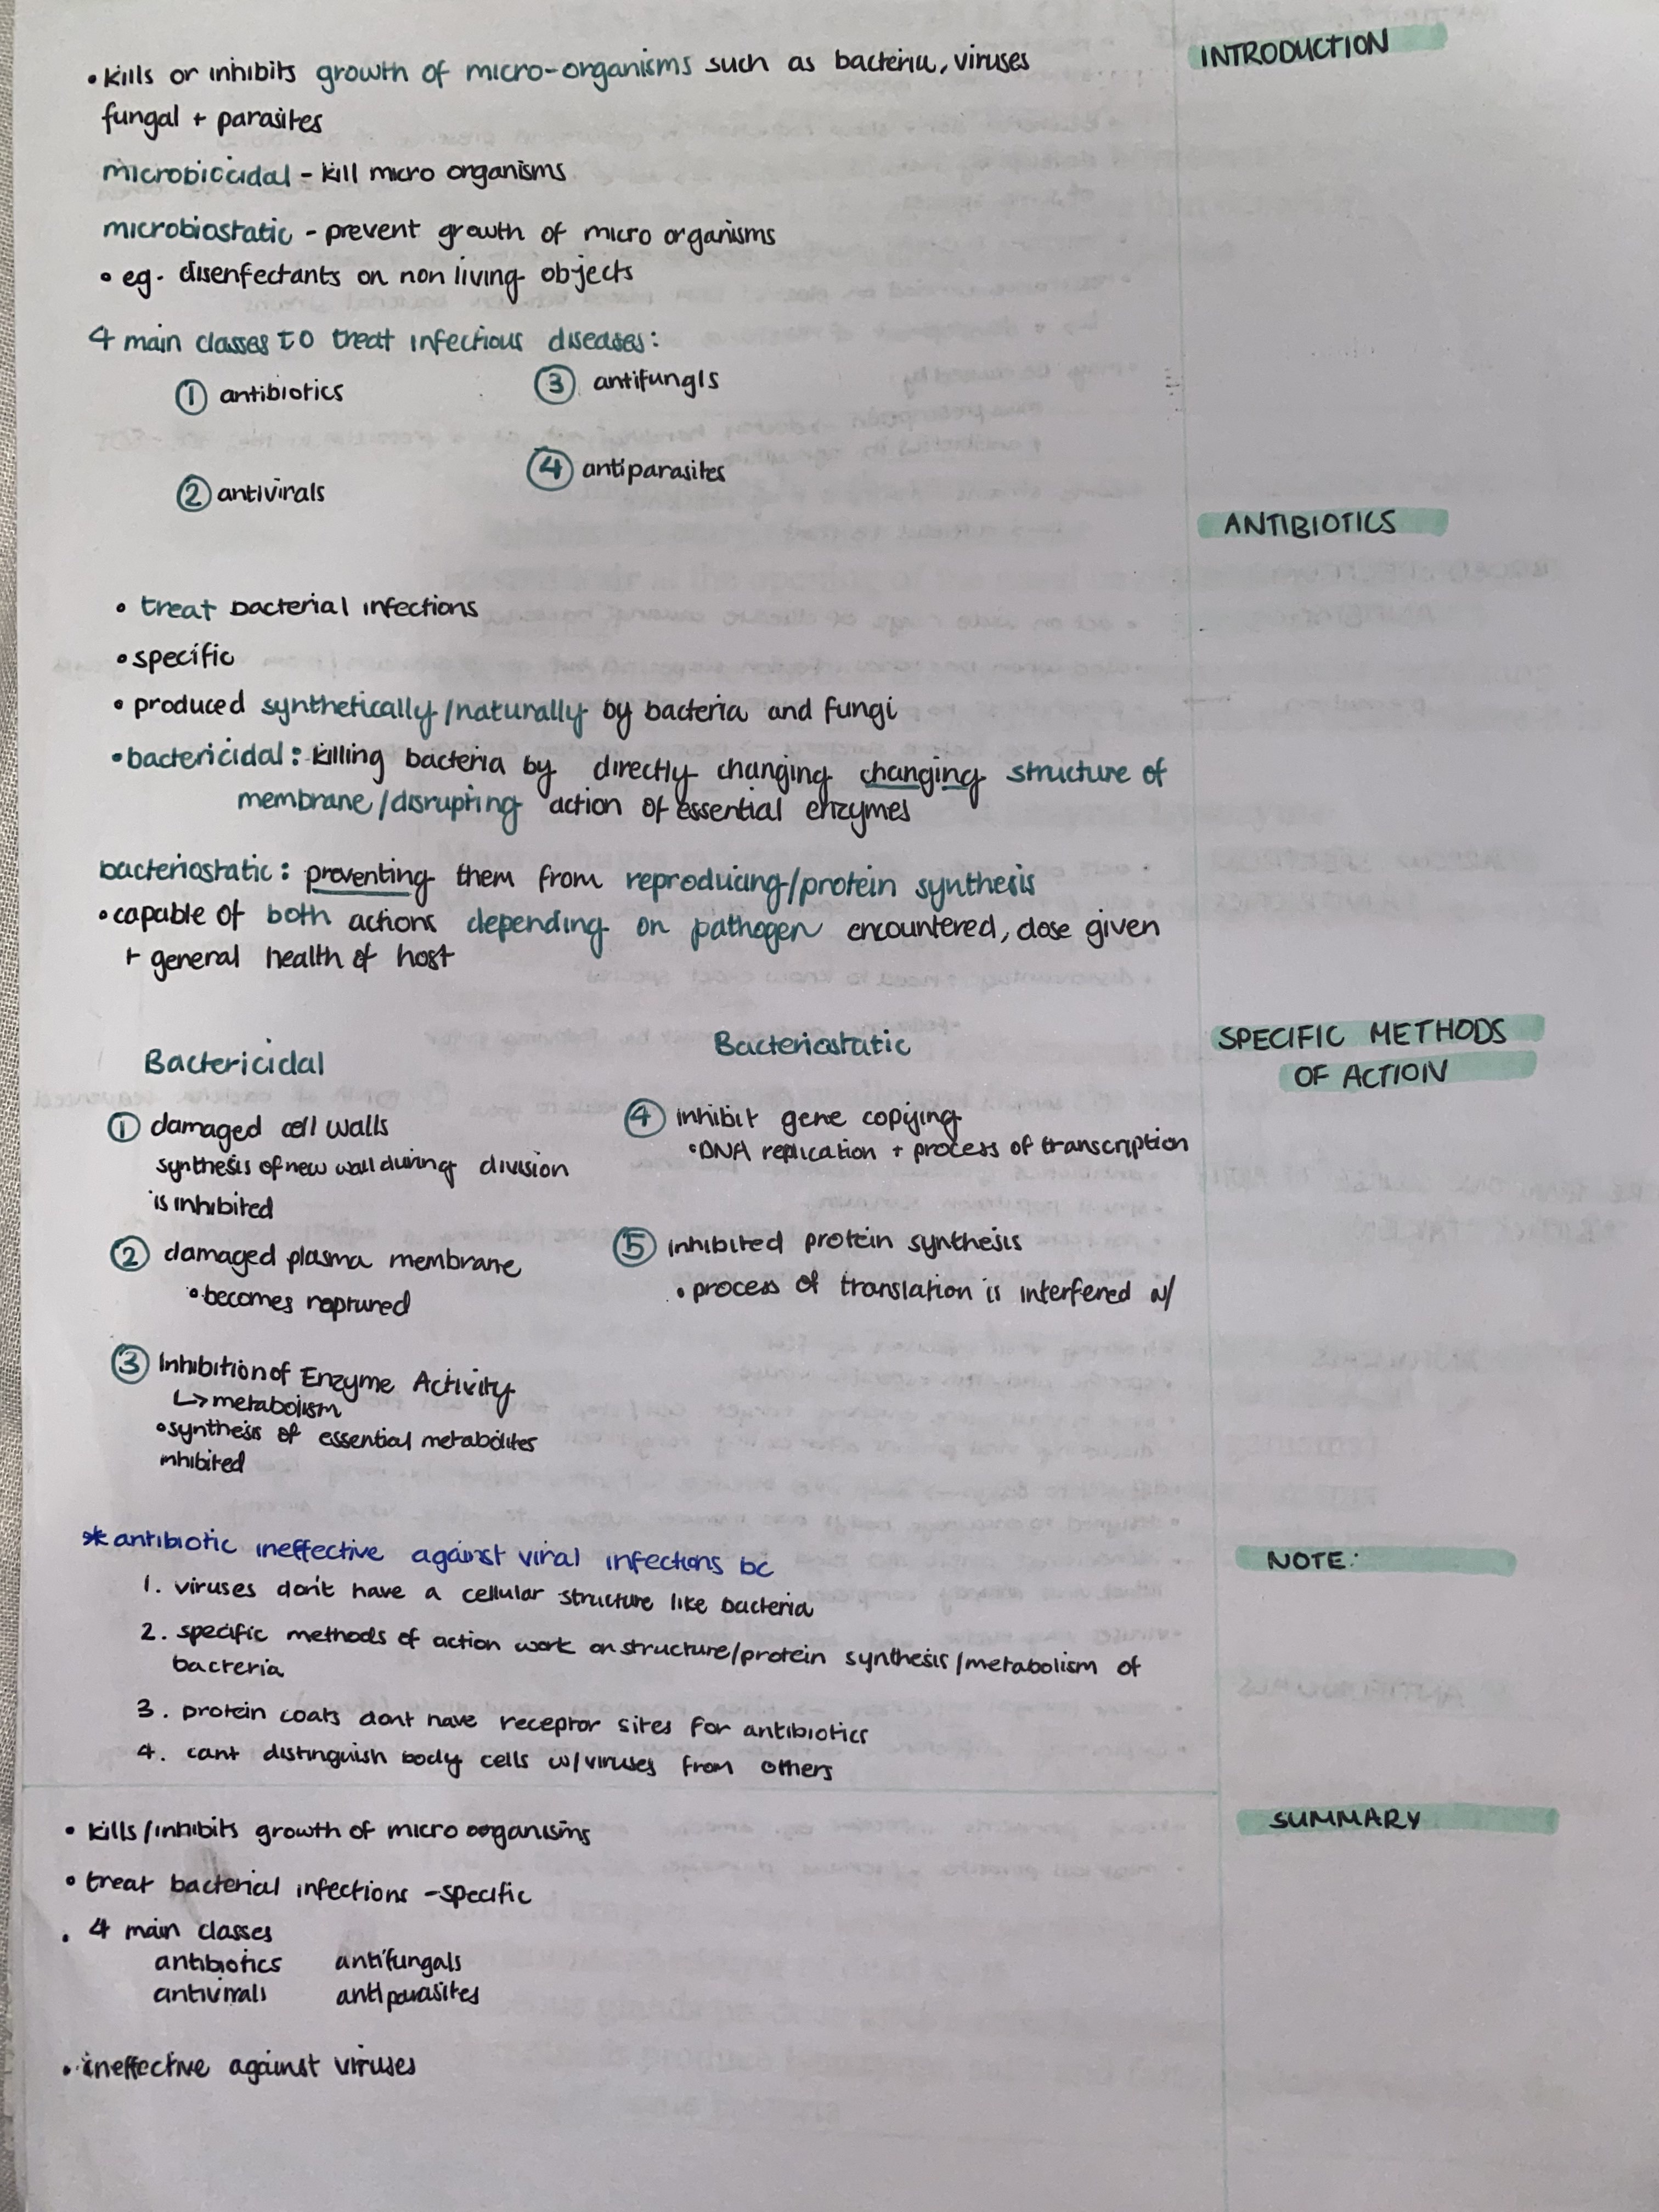 INTRODUCTION
• kills or inhibits growth of micro-organisms such as bacteria, viruses
fungal + parasites
microbiocidal - kill micro organisms
microbiostatic - prevent growth of micro organisms
• eg. disenfectants on non living objects
4 main classes to treat infectious diseases:
① antibiotics
③ antifungls
② antivirals
④ antiparasites
ANTIBIOTICS
• treat bacterial infections
• specific
• produced synthetically/naturally by bacteria and fungi
• bactericidal: killing bacteria by directly changing changing structure of
membrane/disrupting action of essential enzymes
bacteriostatic: preventing them from reproducing/protein synthesis
• capable of both actions depending on pathogen encountered, dose given
+ general health of host
SPECIFIC METHODS
OF ACTION
Bactericidal
① damaged cell walls
synthesis of new wall during division
is inhibited
② damaged plasma membrane
• becomes raptured
③ Inhibition of Enzyme Activity
↳ metabolism
• synthesis of essential metabolites
inhibited
Bacteriostatic
④ inhibit gene copying
• DNA replication + process of transcription
⑤ inhibited protein synthesis
• process of translation is interfered w/
NOTE:
* antibiotic ineffective against viral infections bc
1. viruses don't have a cellular structure like bacteria
2. specific methods of action work on structure/protein synthesis/metabolism of
bacteria
3. protein coats dont have receptor sites for antibiotics
4. cant distinguish body cells w/viruses from others
SUMMARY
• kills/inhibits growth of micro organisms
• treat bacterial infections - specific
• 4 main classes
antibiotics antifungals
antivirals antiparasites
• ineffective against viruses